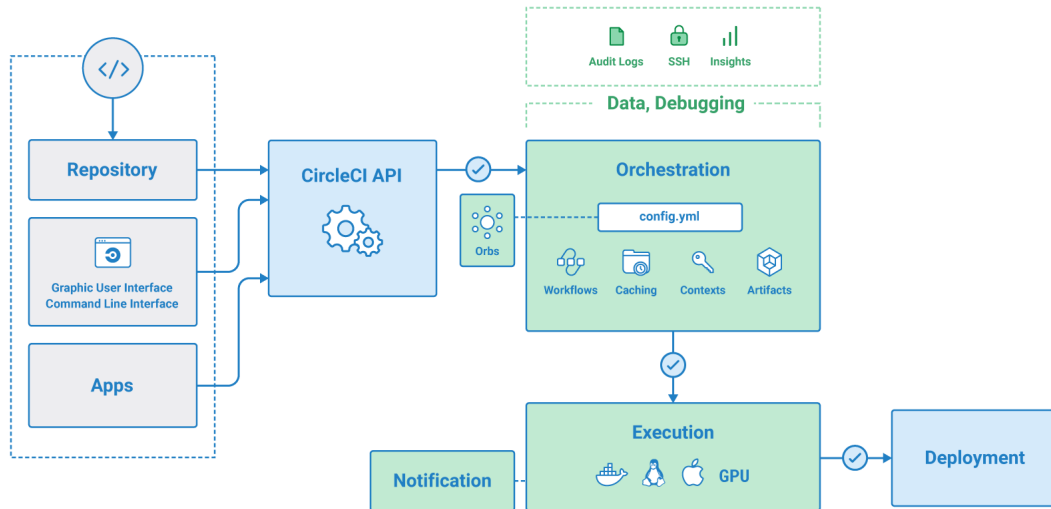 Audit Logs
SSH
Insights
Data, Debugging
</>
Repository
CircleCI API
Orchestration
config.yml
Orbs
Graphic User Interface
Command Line Interface
Workflows
Caching
Contexts
Artifacts
Apps
Execution
GPU
Notification
Deployment